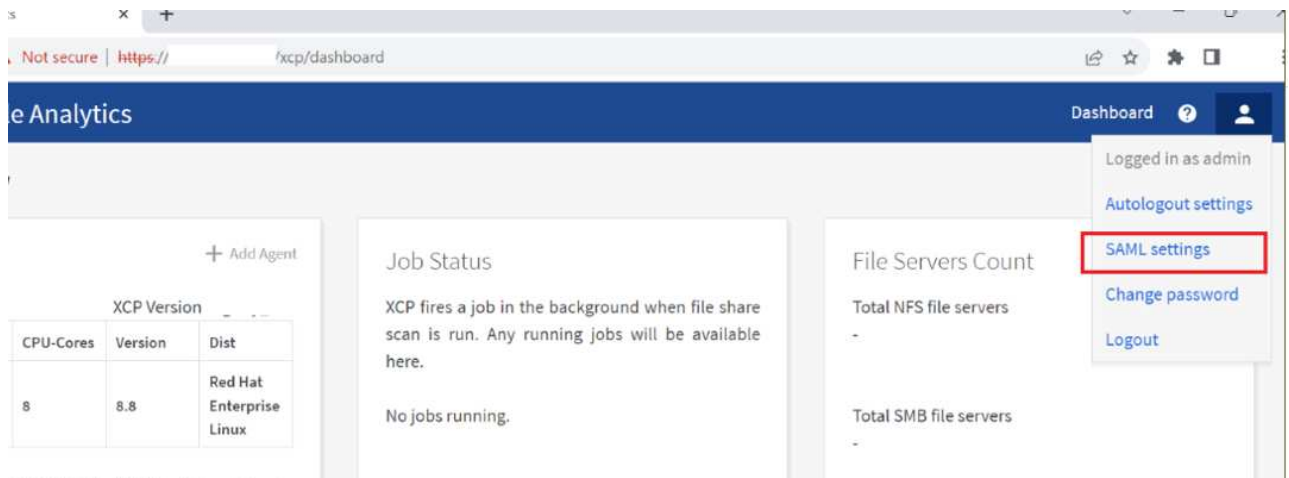 Not secure | https:// /xcp/dashboard
e Analytics
Dashboard
Logged in as admin
Autologout settings
SAML settings
Change password
Logout
+ Add Agent
XCP Version
CPU-Cores Version Dist
8 8.8 Red Hat
Enterprise
Linux
Job Status
XCP fires a job in the background when file share
scan is run. Any running jobs will be available
here.
No jobs running.
File Servers Count
Total NFS file servers
-
Total SMB file servers
-